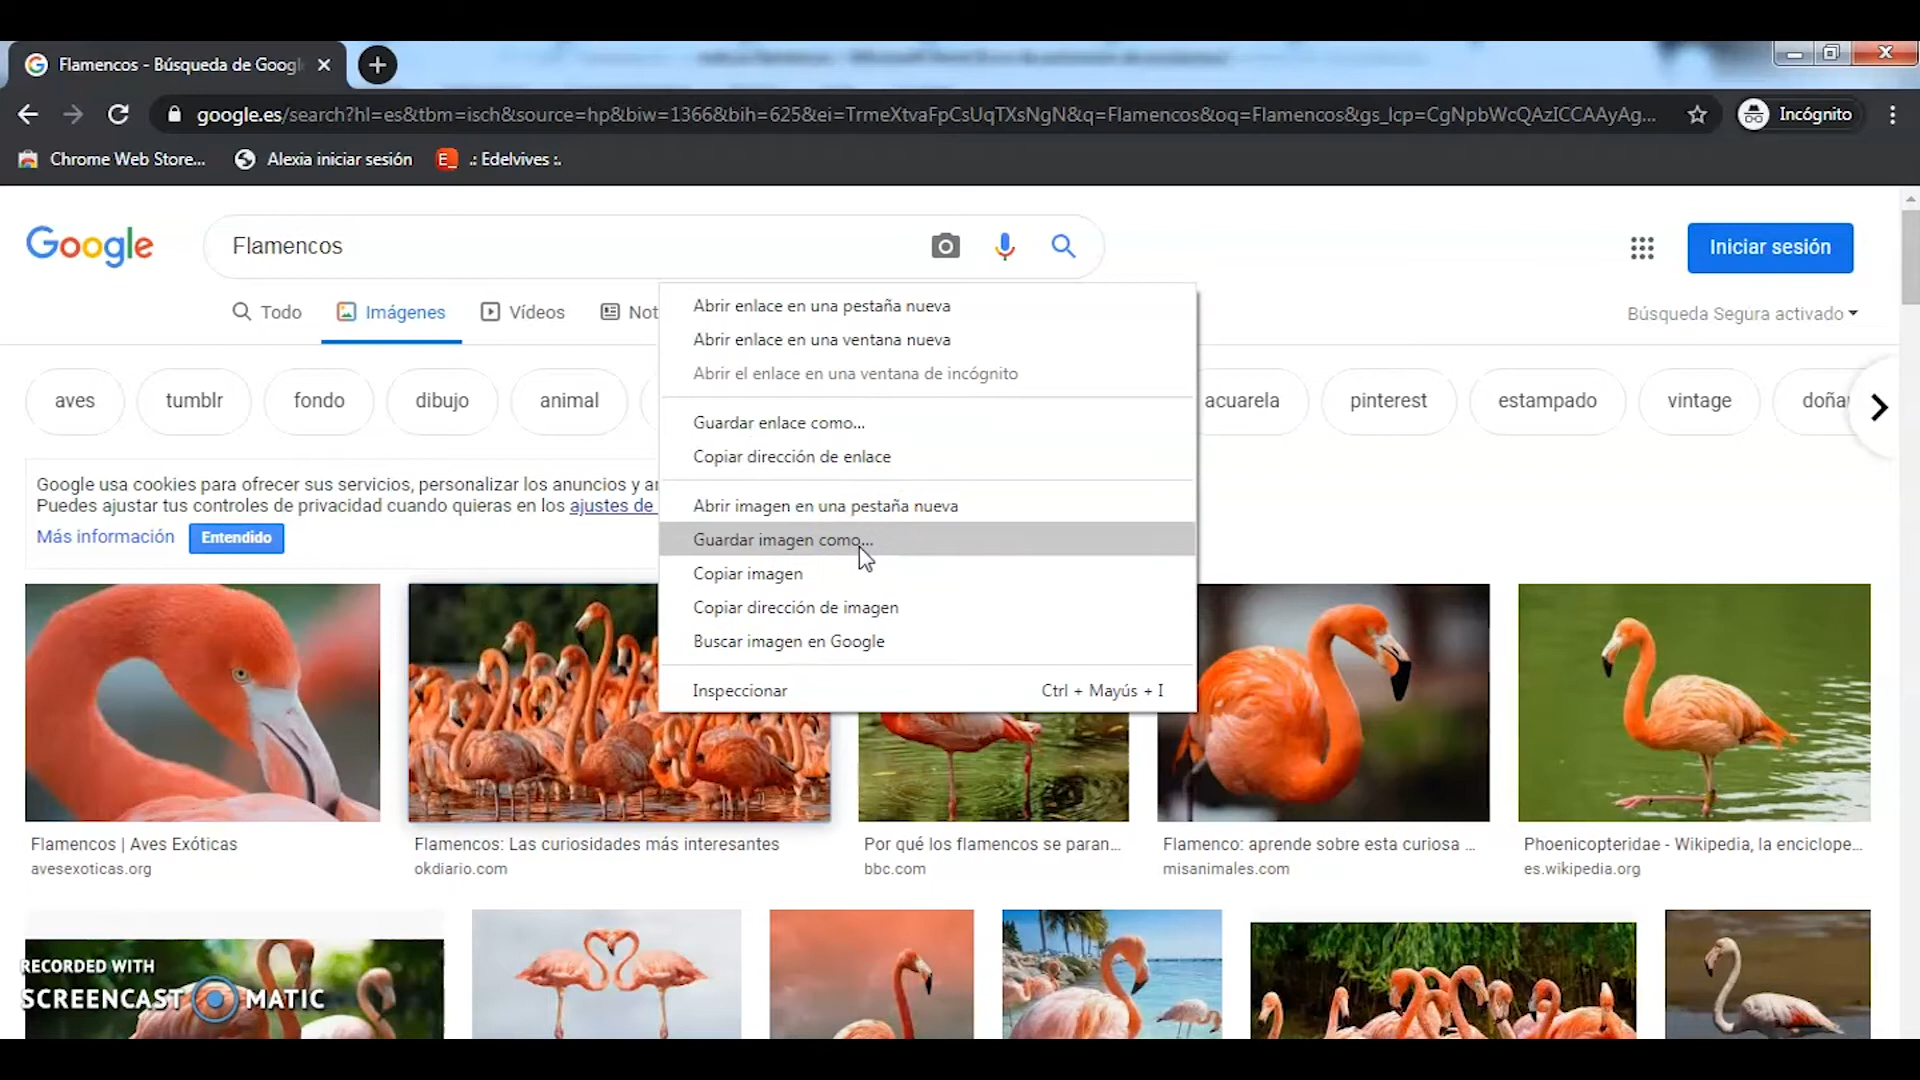 Flamencos - Búsqueda de Googl
google.es/search?hl=es&tbm=isch&source=hp&biw=1366&bih=625&ei=TrmeXtvaFpCsUqTXsNgN&q=Flamencos&oq=Flamencos&gs_lcp=CgNpbWcQAzICCAAyAg...
Incógnito
Chrome Web Store...
Alexia iniciar sesión
E_
.: Edelvives :.
Google
Flamencos
Iniciar sesión
Todo
Imágenes
Vídeos
Not
Búsqueda Segura activado
Abrir enlace en una pestaña nueva
Abrir enlace en una ventana nueva
Abrir el enlace en una ventana de incógnito
Guardar enlace como...
Copiar dirección de enlace
Abrir imagen en una pestaña nueva
Guardar imagen como...
Copiar imagen
Copiar dirección de imagen
Buscar imagen en Google
Inspeccionar Ctrl + Mayús + I
aves
tumblr
fondo
dibujo
animal
acuarela
pinterest
estampado
vintage
doñar
Google usa cookies para ofrecer sus servicios, personalizar los anuncios y ar
Puedes ajustar tus controles de privacidad cuando quieras en los ajustes de
Más información
Entendido
Flamencos | Aves Exóticas
avesexoticas.org
Flamencos: Las curiosidades más interesantes
okdiario.com
Por qué los flamencos se paran...
bbc.com
Flamenco: aprende sobre esta curiosa ...
misanimales.com
Phoenicopteridae - Wikipedia, la enciclope...
es.wikipedia.org
RECORDED WITH
SCREENCAST MATIC